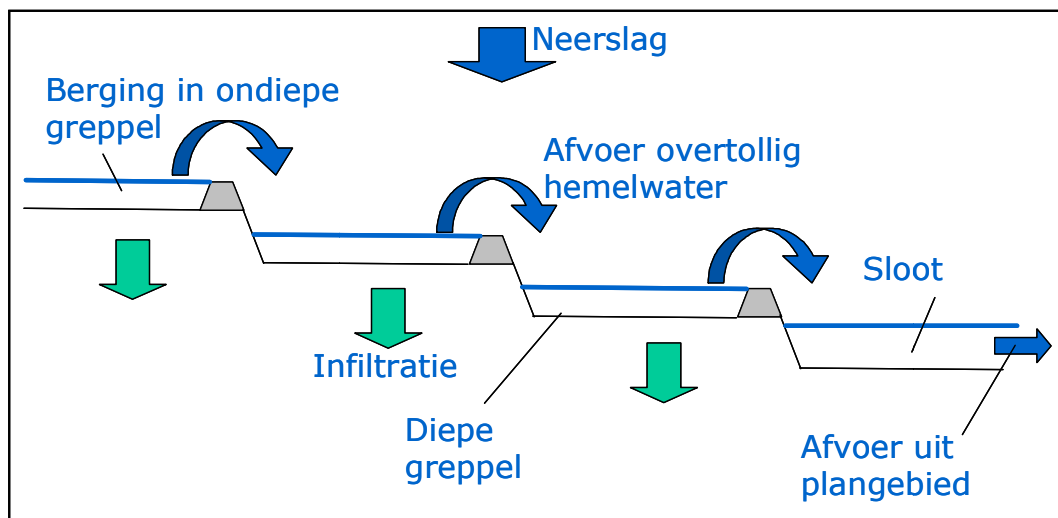 Neerslag
Berging in ondiepe
greppel
Afvoer overtollig
hemelwater
Sloot
Infiltratie
Diepe
greppel
Afvoer uit
plangebied